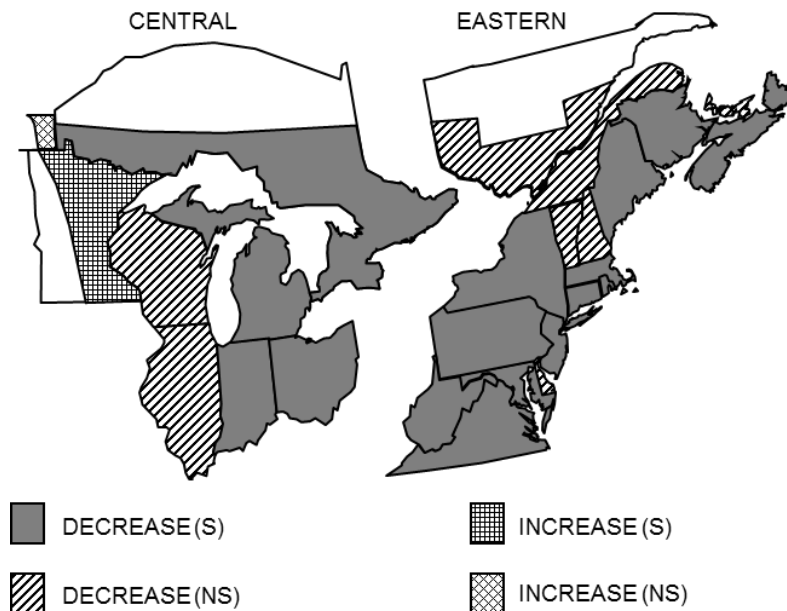 CENTRAL
EASTERN
DECREASE (S)
INCREASE (S)
DECREASE (NS)
INCREASE (NS)